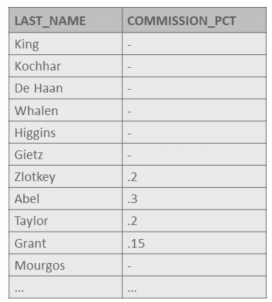 LAST_NAME COMMISSION_PCT
King -
Kochhar -
De Haan -
Whalen -
Higgins -
Gietz -
Zlotkey .2
Abel .3
Taylor .2
Grant .15
Mourgos -
... ...